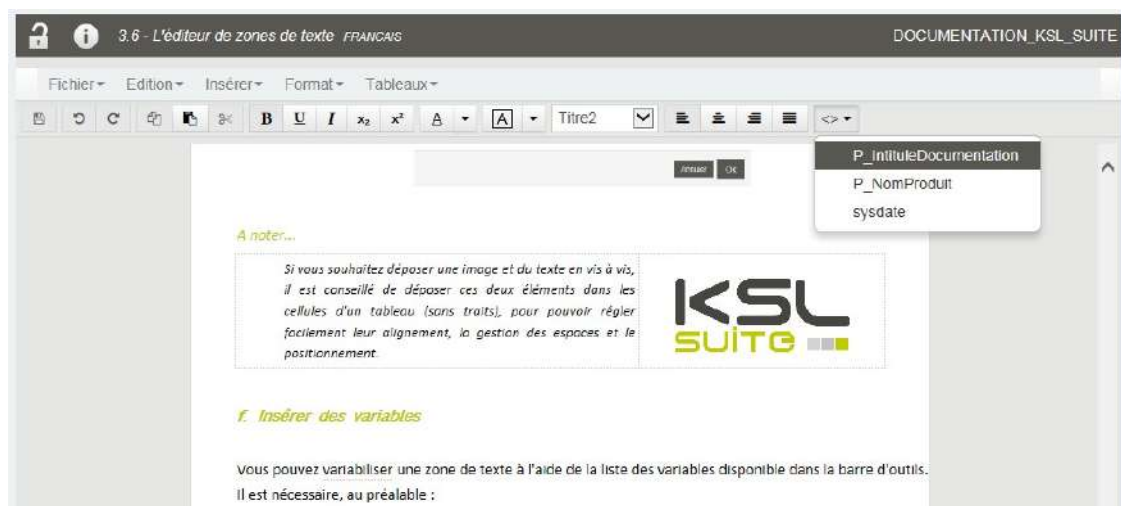 3.6 - L'éditeur de zones de texte FRANCAIS DOCUMENTATION_KSL_SUITE
Fichier Edition Insérer Format Tableaux
B U I x₂ x² A A Titre2 <>
P_IntituleDocumentation
P_NomProduit
sysdate
Annuler OK
A noter...
Si vous souhaitez déposer une image et du texte en vis à vis,
il est conseillé de déposer ces deux éléments dans les
cellules d'un tableau (sans traits), pour pouvoir régler
facilement leur alignement, la gestion des espaces et le
positionnement.
KSL
SUITE
f. Insérer des variables
Vous pouvez variabiliser une zone de texte à l'aide de la liste des variables disponible dans la barre d'outils.
Il est nécessaire, au préalable :